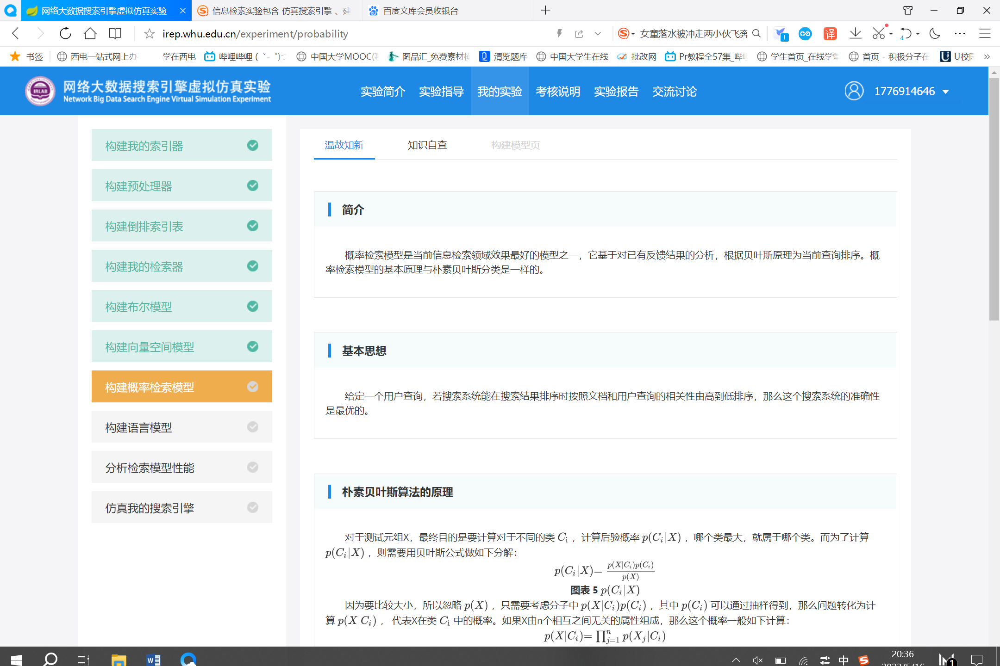 网络大数据搜索引擎虚拟仿真实验
信息检索实验包含 仿真搜索引擎 、建
百度文库会员收银台
irep.whu.edu.cn/experiment/probability
女童落水被冲走两小伙飞奔
译
4
书签
西电一站式网上办
学在西电
哔哩哔哩 ( ゜- ゜)つ
中国大学MOOC(
图品汇_免费素材模
清览题库
中国大学生在线
批改网
Pr教程全57集_哔
学生首页_在线学堂
首页 - 积极分子在
U校园
IRLAB
网络大数据搜索引擎虚拟仿真实验
Network Big Data Search Engine Virtual Simulation Experiment
实验简介
实验指导
我的实验
考核说明
实验报告
交流讨论
1776914646
构建我的索引器
构建预处理器
构建倒排索引表
构建我的检索器
构建布尔模型
构建向量空间模型
构建概率检索模型
构建语言模型
分析检索模型性能
仿真我的搜索引擎
温故知新
知识自查
构建模型页
简介
概率检索模型是当前信息检索领域效果最好的模型之一，它基于对已有反馈结果的分析，根据贝叶斯原理为当前查询排序。概
率检索模型的基本原理与朴素贝叶斯分类是一样的。
基本思想
给定一个用户查询，若搜索系统能在搜索结果排序时按照文档和用户查询的相关性由高到低排序，那么这个搜索系统的准确性
是最优的。
朴素贝叶斯算法的原理
对于测试元组X，最终目的是要计算对于不同的类 C_i ，计算后验概率 p(C_i|X) ，哪个类最大，就属于哪个类。而为了计算
p(C_i|X) ，则需要用贝叶斯公式做如下分解：
p(C_i|X)= p(X|C_i)p(C_i) / p(X)
图表 5 p(C_i|X)
因为要比较大小，所以忽略 p(X) ，只需要考虑分子中 p(X|C_i)p(C_i) ，其中 p(C_i) 可以通过抽样得到，那么问题转化为计
算 p(X|C_i) ， 代表X在类 C_i 中的概率。如果X由n个相互之间无关的属性组成，那么这个概率一般如下计算：
p(X|C_i)= ∏_{j=1}^{n} p(X_j|C_i)
中
20:36
1